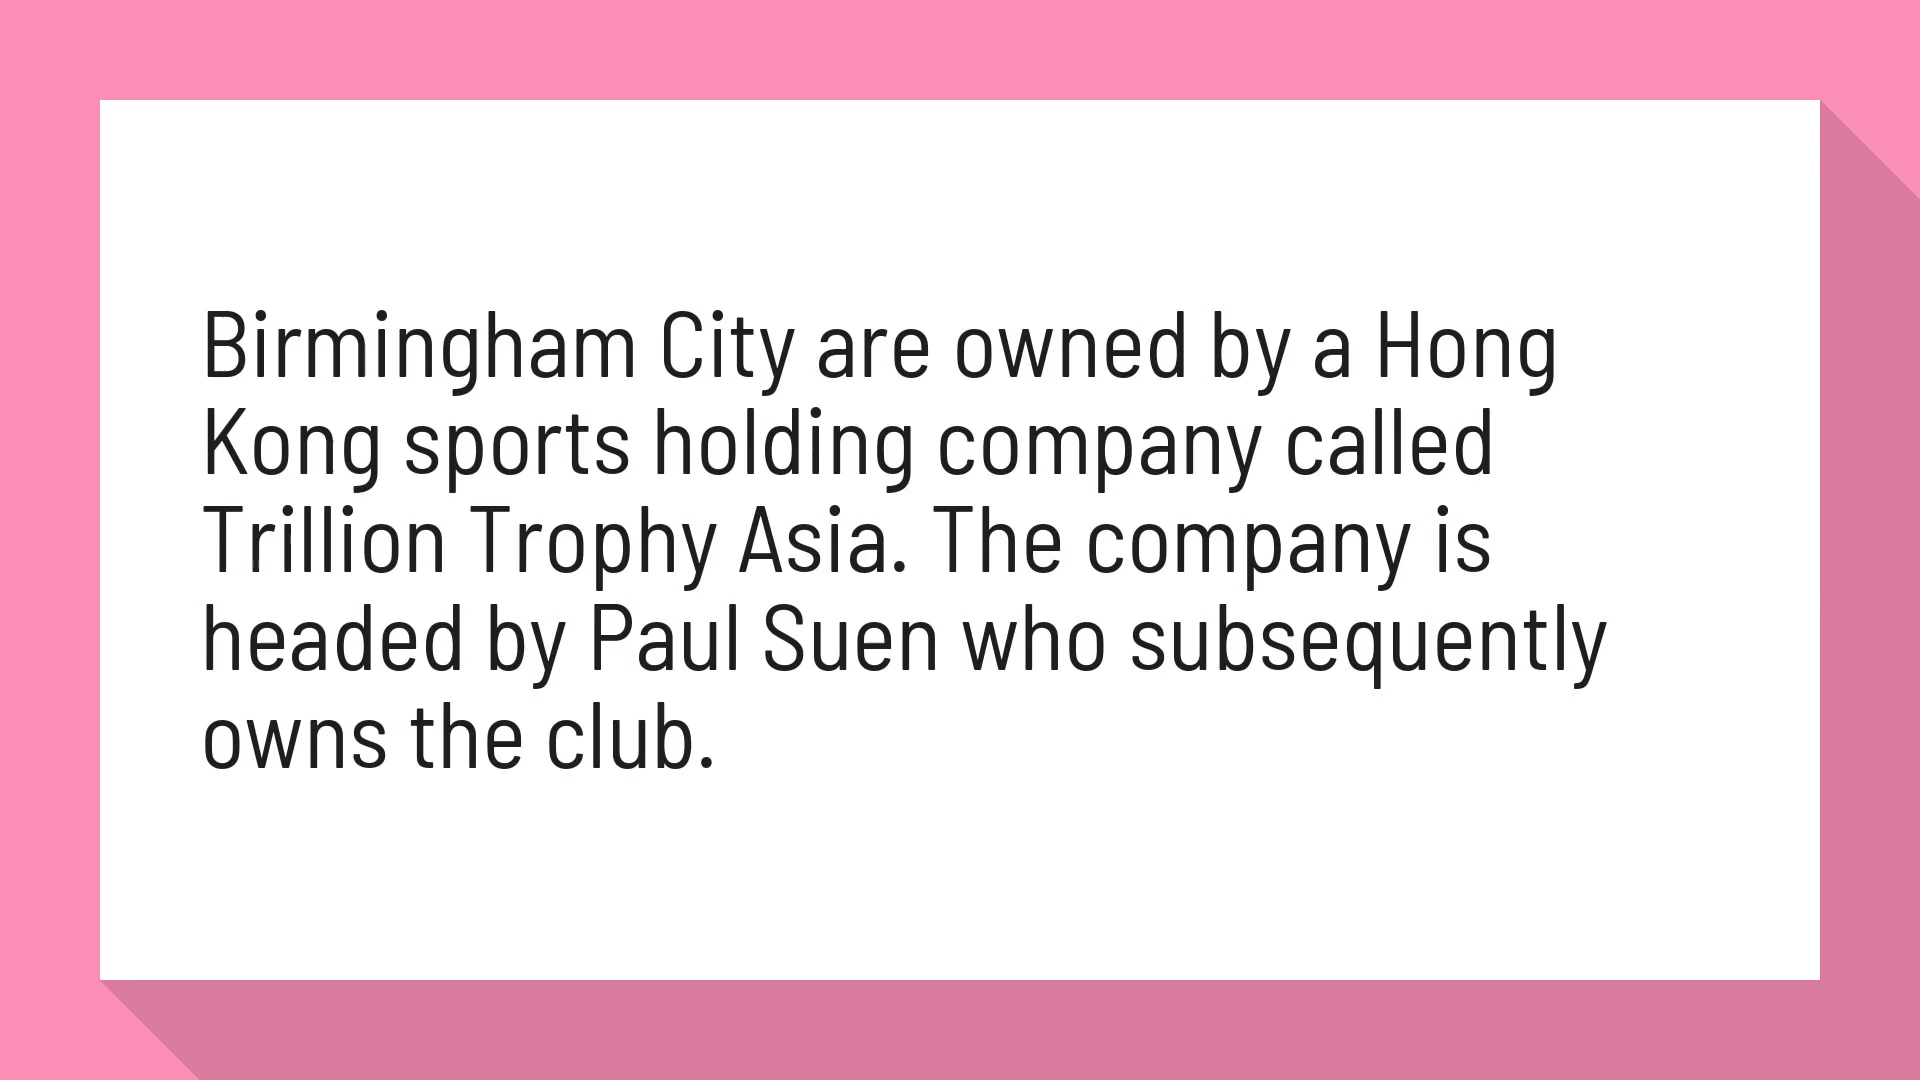 Birmingham City are owned by a Hong
Kong sports holding company called
Trillion Trophy Asia. The company is
headed by Paul Suen who subsequently
owns the club.